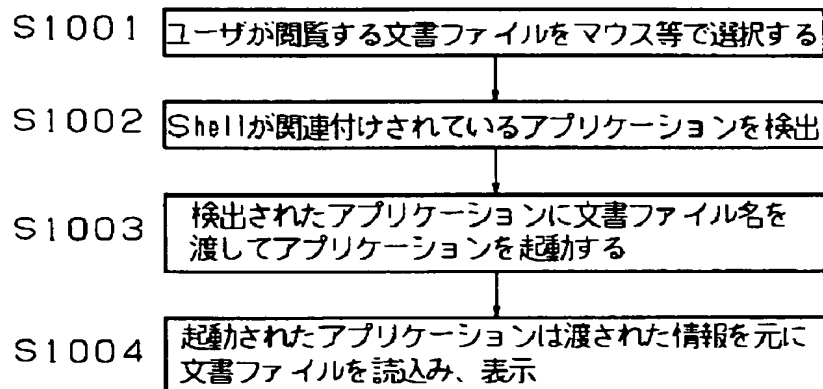 S1001 ユーザが閲覧する文書ファイルをマウス等で選択する
S1002 Shellが関連付けされているアプリケーションを検出
S1003 検出されたアプリケーションに文書ファイル名を
渡してアプリケーションを起動する
S1004 起動されたアプリケーションは渡された情報を元に
文書ファイルを読込み、表示